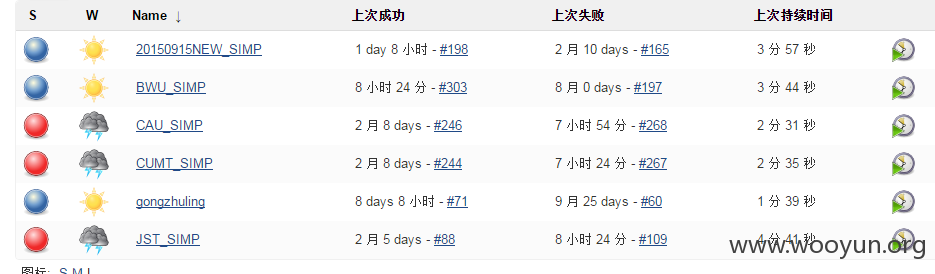 S W Name ↓ 上次成功 上次失败 上次持续时间
20150915NEW_SIMP 1 day 8 小时 - #198 2 月 10 days - #165 3 分 57 秒
BWU_SIMP 8 小时 24 分 - #303 8 月 0 days - #197 3 分 44 秒
CAU_SIMP 2 月 8 days - #246 7 小时 54 分 - #268 2 分 31 秒
CUMT_SIMP 2 月 8 days - #244 7 小时 24 分 - #267 2 分 35 秒
gongzhuling 8 days 8 小时 - #71 9 月 25 days - #60 1 分 39 秒
JST_SIMP 2 月 5 days - #88 8 小时 24 分 - #109 4 分 41 秒
www.wooyun.org
图标: S M L